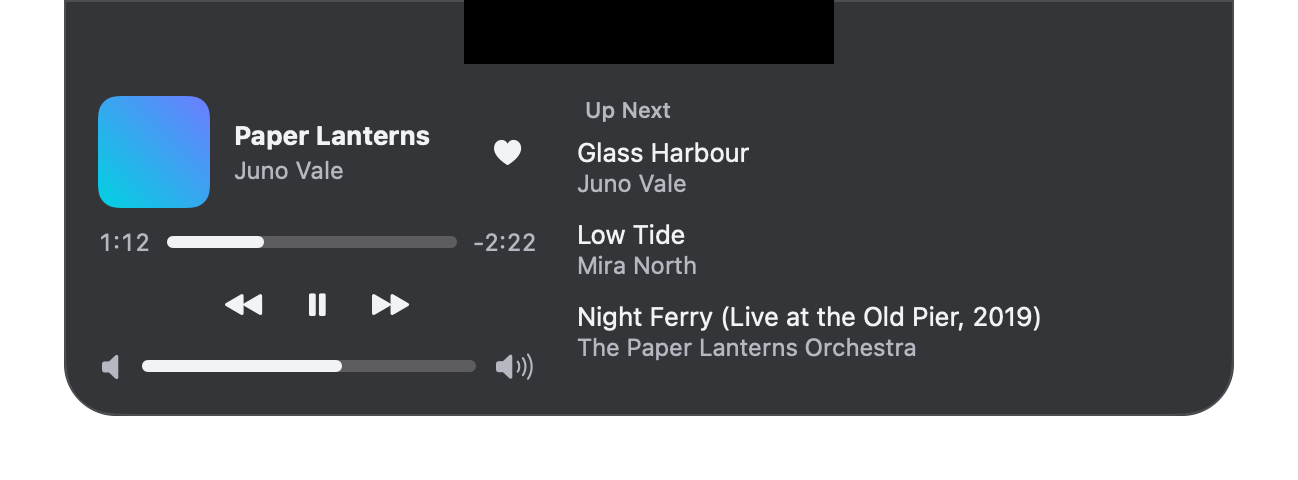 Paper Lanterns
Juno Vale
1:12
-2:22
Up Next
Glass Harbour
Juno Vale
Low Tide
Mira North
Night Ferry (Live at the Old Pier, 2019)
The Paper Lanterns Orchestra